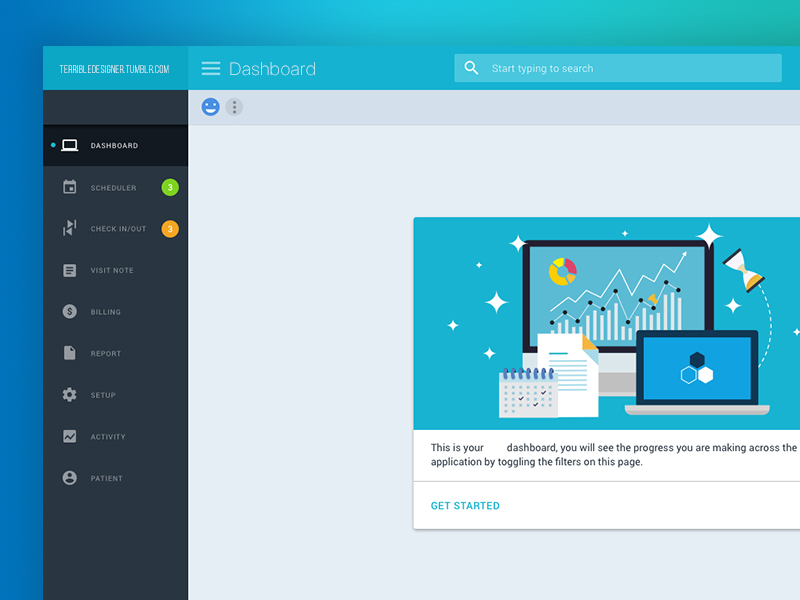 TERRIBLEDESIGNER.TUMBLR.COM
Dashboard
Start typing to search
DASHBOARD
SCHEDULER 3
CHECK IN/OUT 3
VISIT NOTE
BILLING
REPORT
SETUP
ACTIVITY
PATIENT
This is your dashboard, you will see the progress you are making across the
application by toggling the filters on this page.
GET STARTED